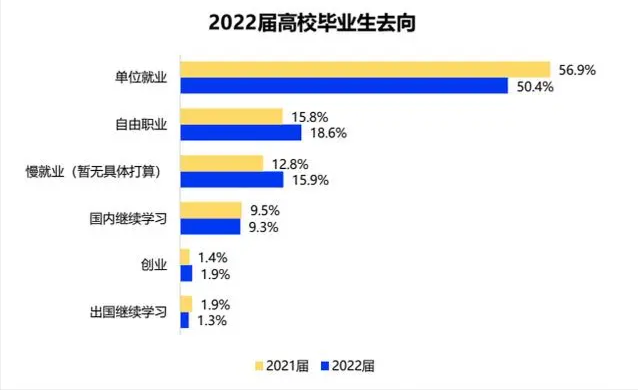 2022届高校毕业生去向
单位就业
56.9%
50.4%
自由职业
15.8%
18.6%
慢就业（暂无具体打算）
12.8%
15.9%
国内继续学习
9.5%
9.3%
创业
1.4%
1.9%
出国继续学习
1.9%
1.3%
2021届 2022届